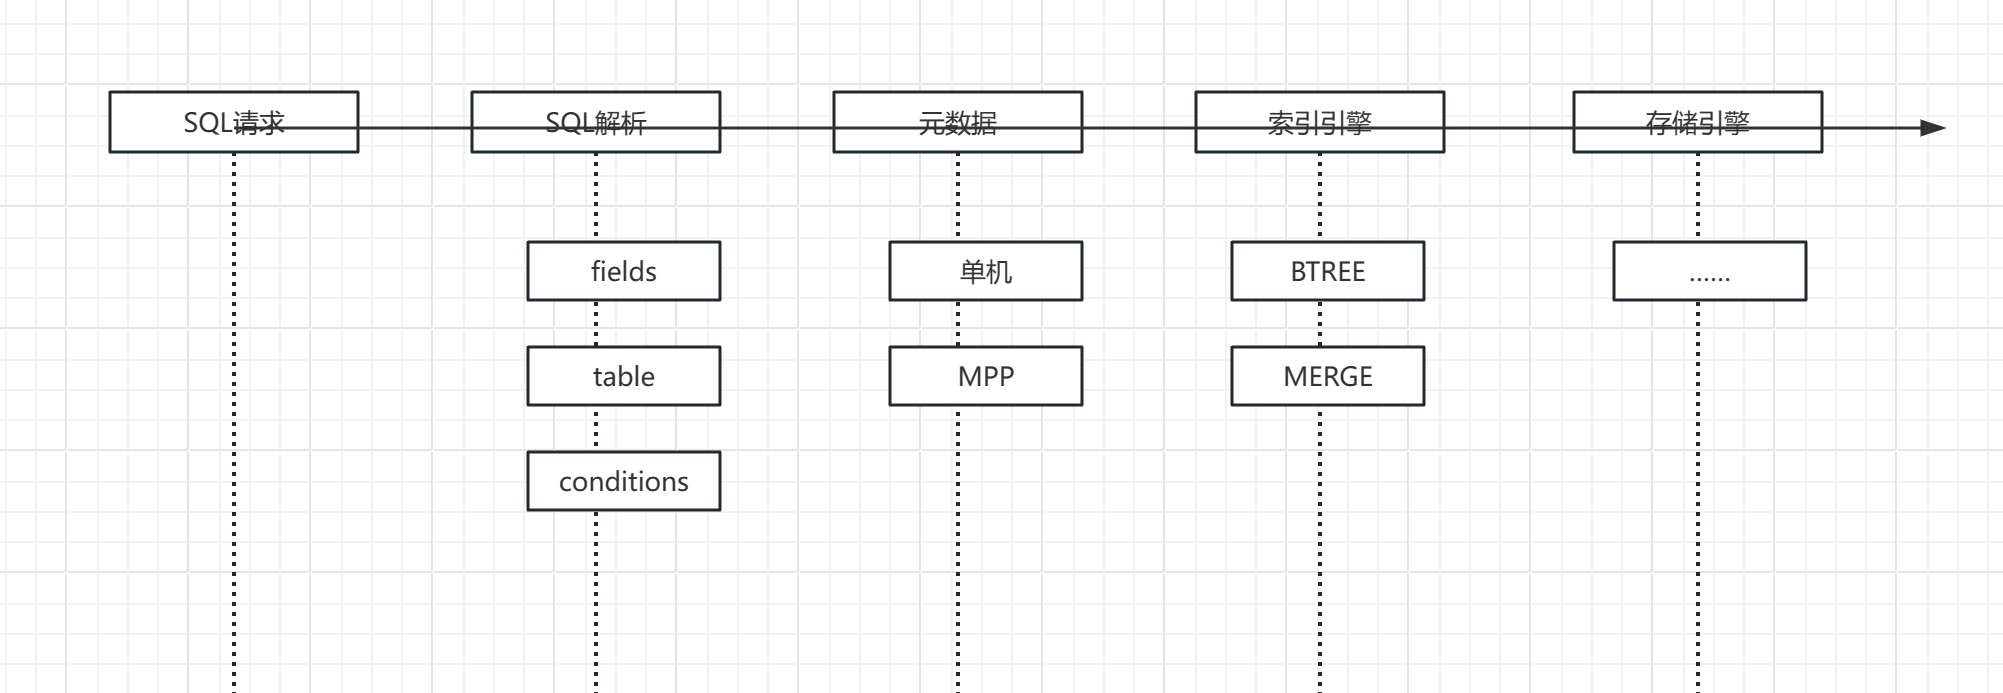 SQL请求
SQL解析
元数据
索引引擎
存储引擎
fields
单机
BTREE
......
table
MPP
MERGE
conditions